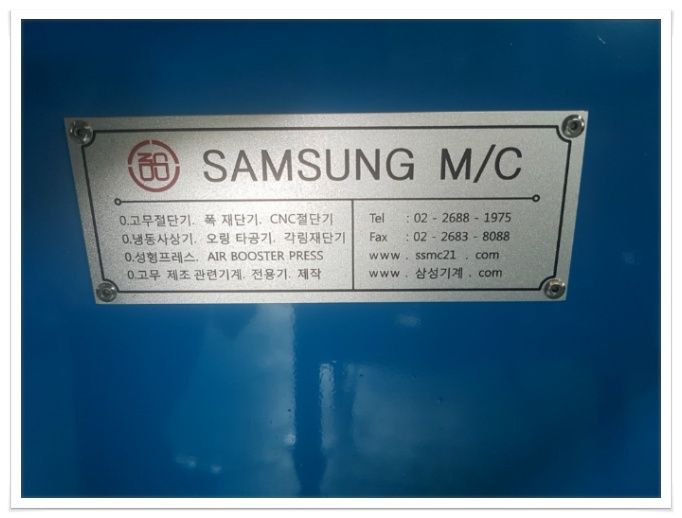 SAMSUNG M/C
0.고무절단기. 폭 재단기. CNC절단기
0.냉동사상기. 오링 타공기. 각링재단기
0.성형프레스. AIR BOOSTER PRESS
0.고무 제조 관련기계. 전용기. 제작
Tel : 02 - 2688 - 1975
Fax : 02 - 2683 - 8088
www . ssmc21 . com
www . 삼성기계 . com